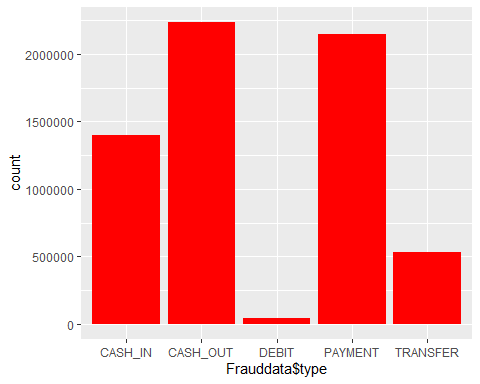 count
2000000
1500000
1000000
500000
0
CASH_IN CASH_OUT DEBIT PAYMENT TRANSFER
Frauddata$type